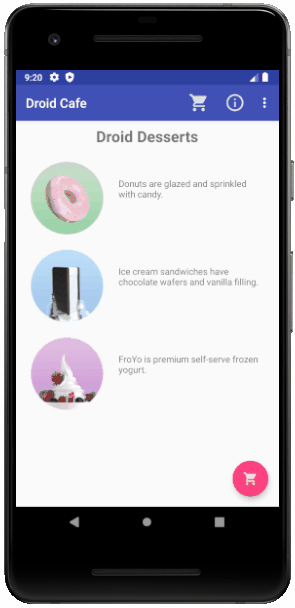 9:20
Droid Cafe
Droid Desserts
Donuts are glazed and sprinkled
with candy.
Ice cream sandwiches have
chocolate wafers and vanilla filling.
FroYo is premium self-serve frozen
yogurt.